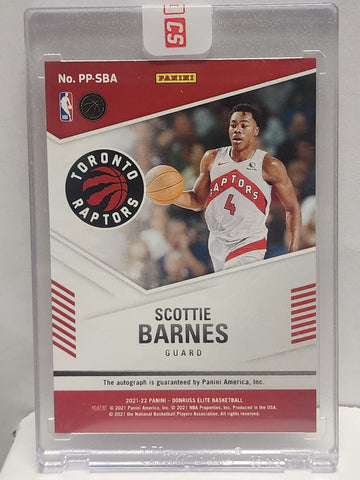 CS
No. PP-SBA
PANINI
NBA
TORONTO
RAPTORS
RAPTORS
4
SCOTTIE
BARNES
GUARD
The autograph is guaranteed by Panini America, Inc.
2021-22 PANINI - DONRUSS ELITE BASKETBALL
© 2021 Panini America, Inc. © 2021 NBA Properties, Inc. Produced in the USA.
© 2021 the National Basketball Players Association. All rights reserved.